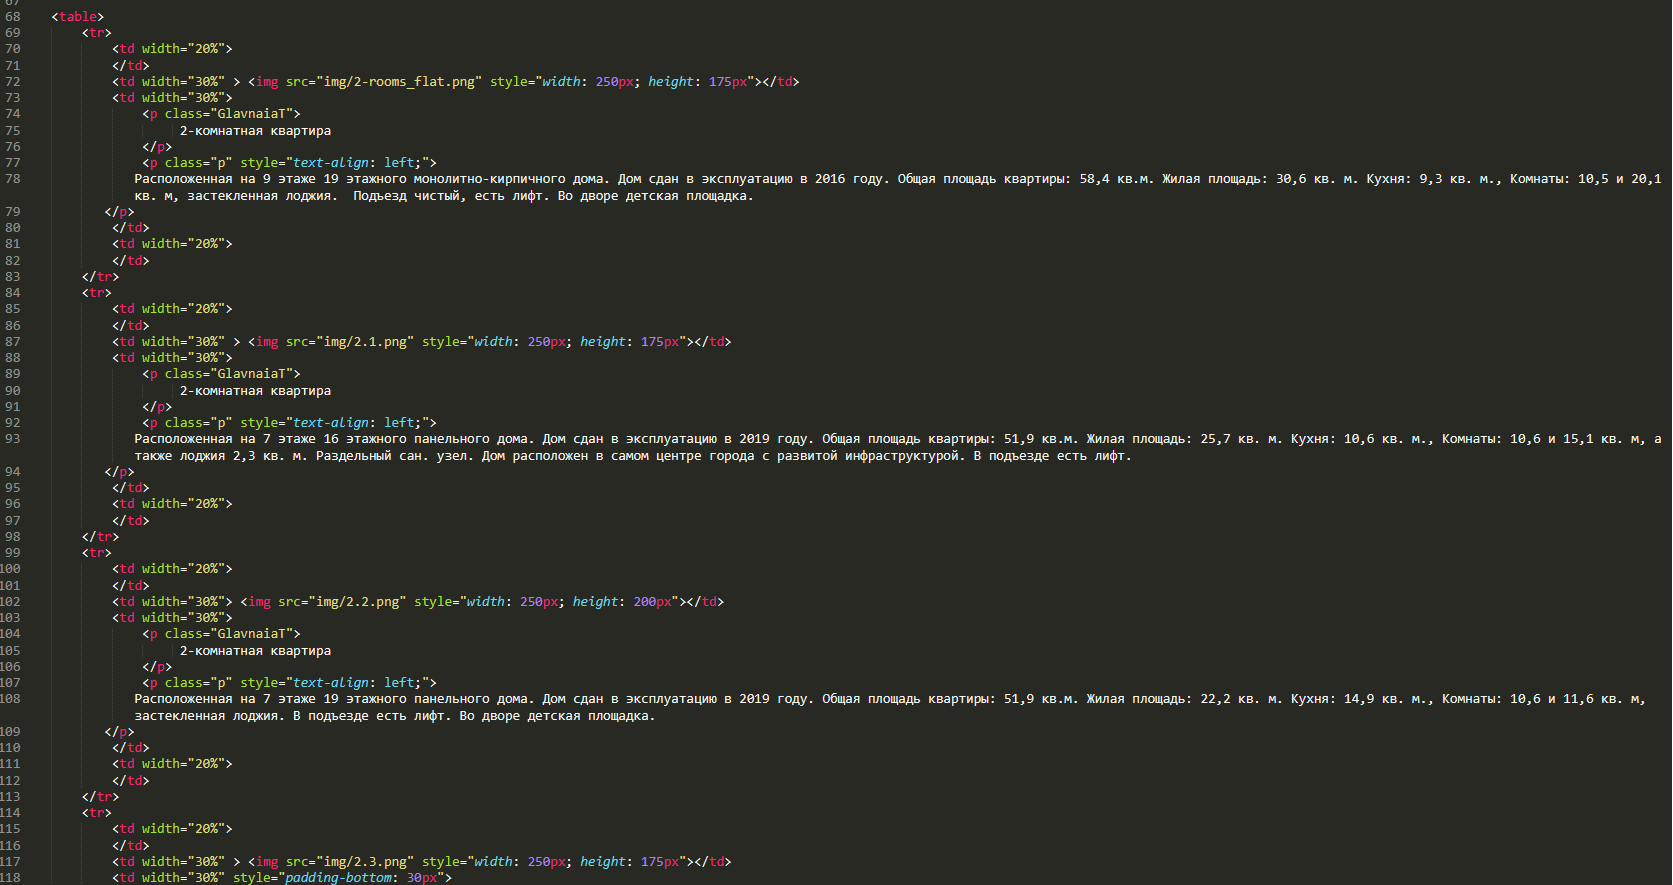 67
68 <table>
69 <tr>
70 <td width="20%">
71 </td>
72 <td width="30%" > <img src="img/2-rooms_flat.png" style="width: 250px; height: 175px"></td>
73 <td width="30%">
74 <p class="GlavnaiaT">
75 2-комнатная квартира
76 </p>
77 <p class="p" style="text-align: left;">
78 Расположенная на 9 этаже 19 этажного монолитно-кирпичного дома. Дом сдан в эксплуатацию в 2016 году. Общая площадь квартиры: 58,4 кв.м. Жилая площадь: 30,6 кв. м. Кухня: 9,3 кв. м., Комнаты: 10,5 и 20,1
кв. м, застекленная лоджия.  Подъезд чистый, есть лифт. Во дворе детская площадка.
79 </p>
80 </td>
81 <td width="20%">
82 </td>
83 </tr>
84 <tr>
85 <td width="20%">
86 </td>
87 <td width="30%" > <img src="img/2.1.png" style="width: 250px; height: 175px"></td>
88 <td width="30%">
89 <p class="GlavnaiaT">
90 2-комнатная квартира
91 </p>
92 <p class="p" style="text-align: left;">
93 Расположенная на 7 этаже 16 этажного панельного дома. Дом сдан в эксплуатацию в 2019 году. Общая площадь квартиры: 51,9 кв.м. Жилая площадь: 25,7 кв. м. Кухня: 10,6 кв. м., Комнаты: 10,6 и 15,1 кв. м, а
также лоджия 2,3 кв. м. Раздельный сан. узел. Дом расположен в самом центре города с развитой инфраструктурой. В подъезде есть лифт.
94 </p>
95 </td>
96 <td width="20%">
97 </td>
98 </tr>
99 <tr>
100 <td width="20%">
101 </td>
102 <td width="30%"> <img src="img/2.2.png" style="width: 250px; height: 200px"></td>
103 <td width="30%">
104 <p class="GlavnaiaT">
105 2-комнатная квартира
106 </p>
107 <p class="p" style="text-align: left;">
108 Расположенная на 7 этаже 19 этажного панельного дома. Дом сдан в эксплуатацию в 2019 году. Общая площадь квартиры: 51,9 кв.м. Жилая площадь: 22,2 кв. м. Кухня: 14,9 кв. м., Комнаты: 10,6 и 11,6 кв. м,
застекленная лоджия. В подъезде есть лифт. Во дворе детская площадка.
109 </p>
110 </td>
111 <td width="20%">
112 </td>
113 </tr>
114 <tr>
115 <td width="20%">
116 </td>
117 <td width="30%" > <img src="img/2.3.png" style="width: 250px; height: 175px"></td>
118 <td width="30%" style="padding-bottom: 30px">